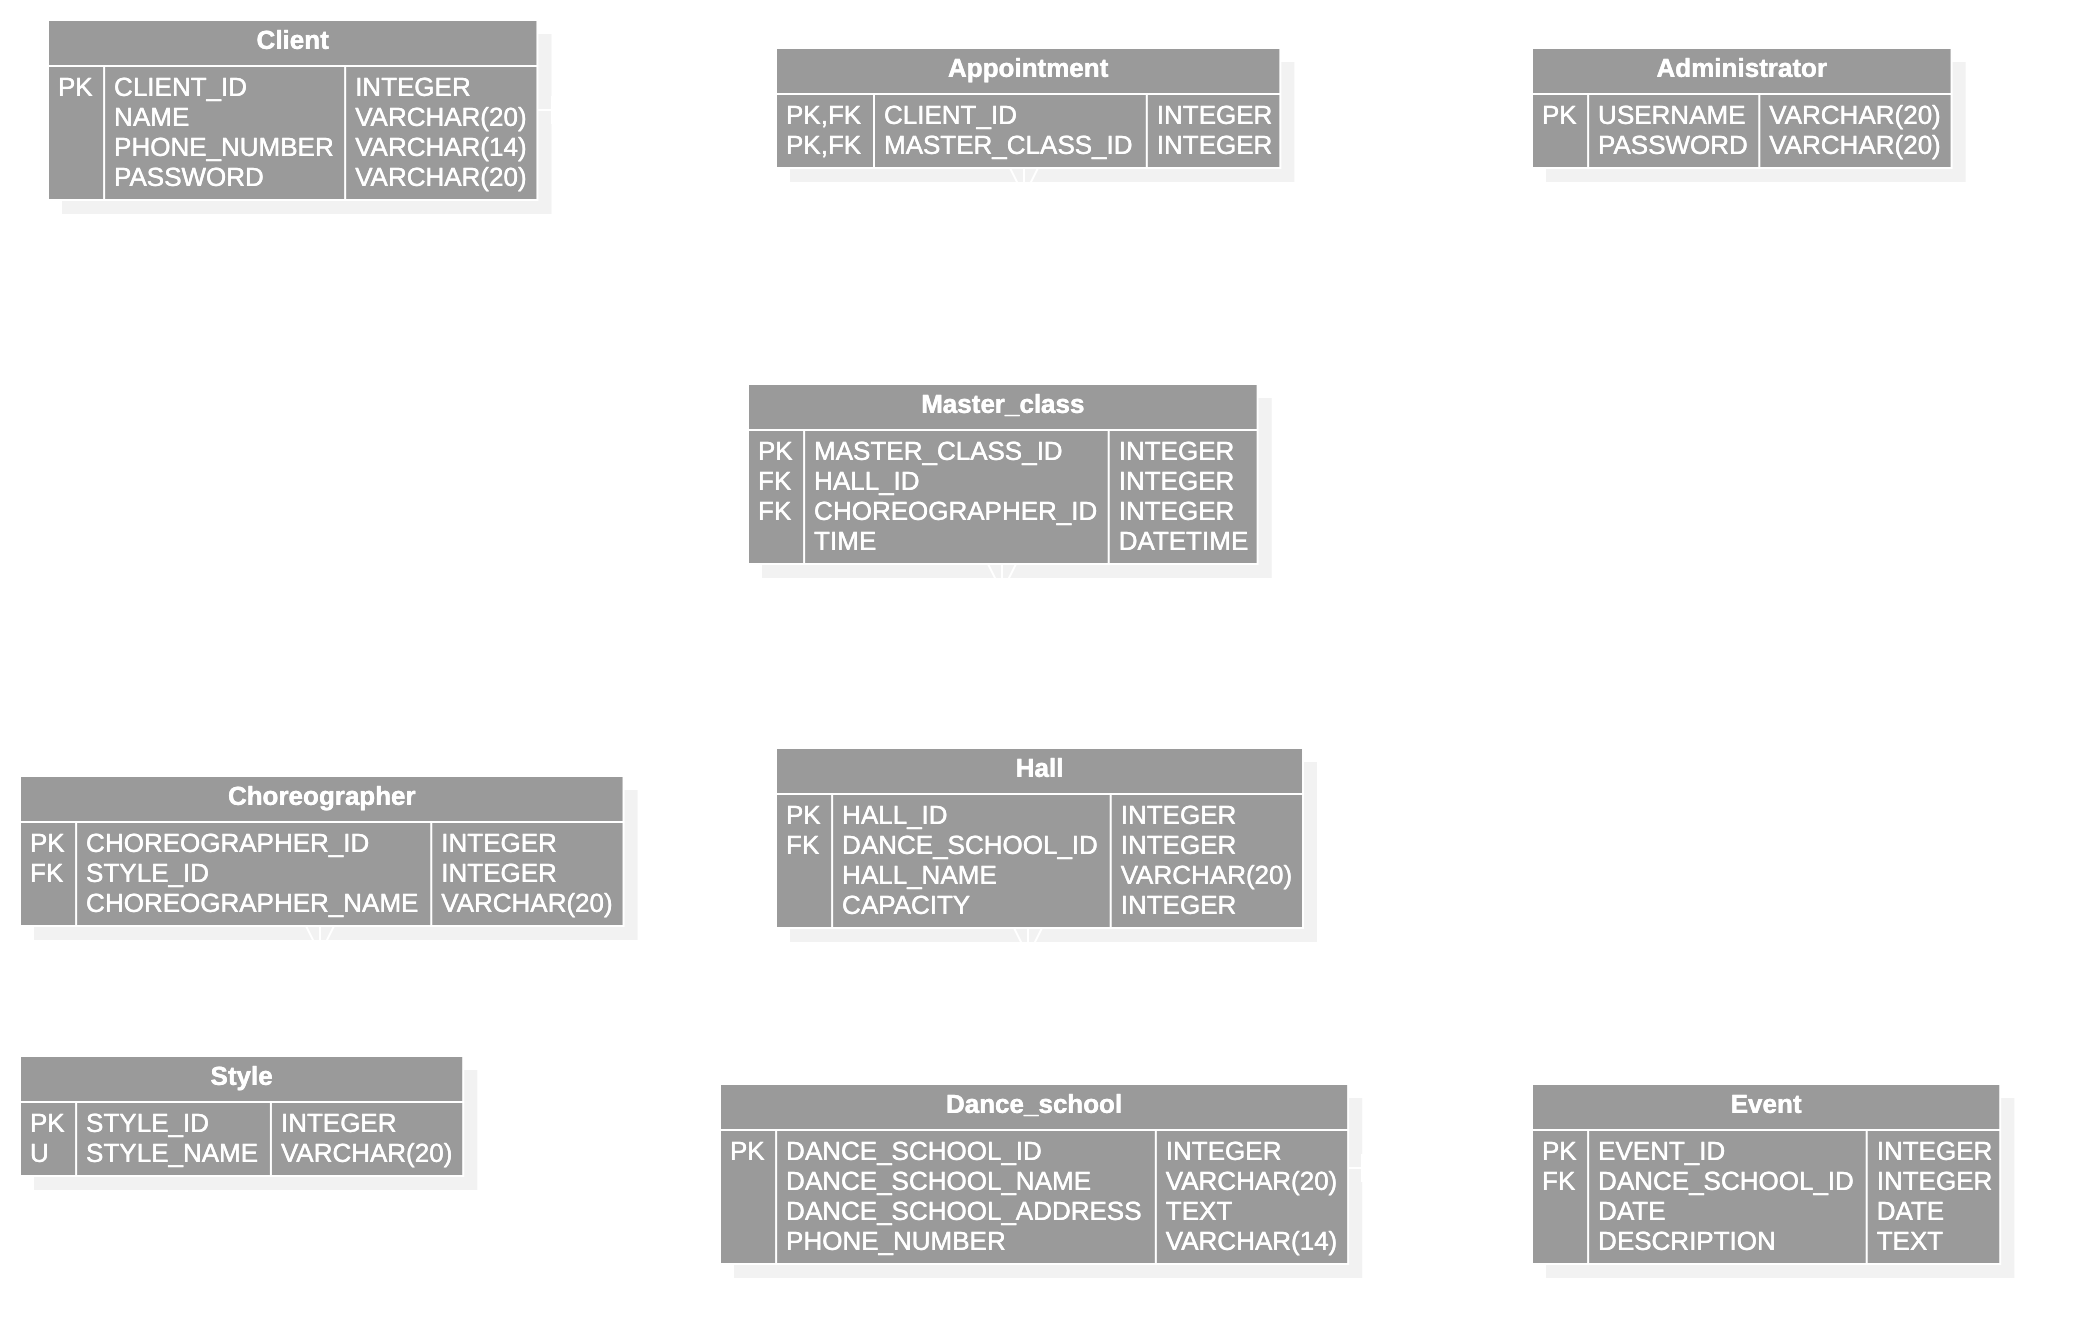 Client
PK CLIENT_ID INTEGER
NAME VARCHAR(20)
PHONE_NUMBER VARCHAR(14)
PASSWORD VARCHAR(20)
Appointment
PK,FK CLIENT_ID INTEGER
PK,FK MASTER_CLASS_ID INTEGER
Administrator
PK USERNAME VARCHAR(20)
PASSWORD VARCHAR(20)
Master_class
PK MASTER_CLASS_ID INTEGER
FK HALL_ID INTEGER
FK CHOREOGRAPHER_ID INTEGER
TIME DATETIME
Choreographer
PK CHOREOGRAPHER_ID INTEGER
FK STYLE_ID INTEGER
CHOREOGRAPHER_NAME VARCHAR(20)
Hall
PK HALL_ID INTEGER
FK DANCE_SCHOOL_ID INTEGER
HALL_NAME VARCHAR(20)
CAPACITY INTEGER
Style
PK STYLE_ID INTEGER
U STYLE_NAME VARCHAR(20)
Dance_school
PK DANCE_SCHOOL_ID INTEGER
DANCE_SCHOOL_NAME VARCHAR(20)
DANCE_SCHOOL_ADDRESS TEXT
PHONE_NUMBER VARCHAR(14)
Event
PK EVENT_ID INTEGER
FK DANCE_SCHOOL_ID INTEGER
DATE DATE
DESCRIPTION TEXT